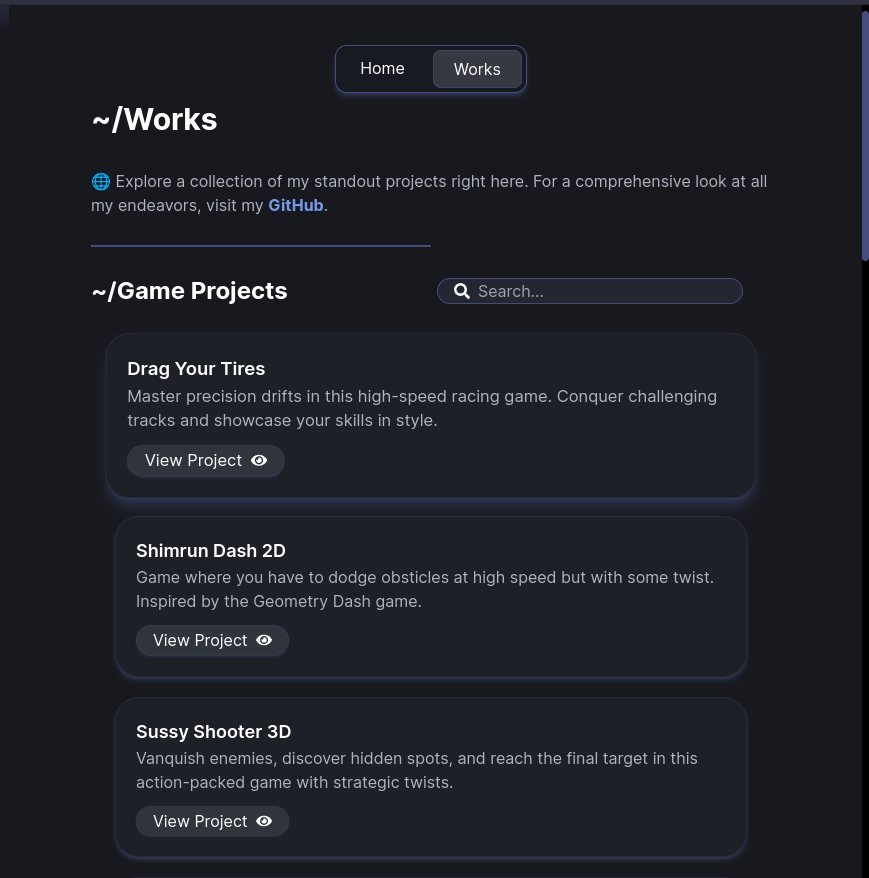 Home
Works
~/Works
🌐 Explore a collection of my standout projects right here. For a comprehensive look at all
my endeavors, visit my GitHub.
~/Game Projects
Search...
Drag Your Tires
Master precision drifts in this high-speed racing game. Conquer challenging
tracks and showcase your skills in style.
View Project
Shimrun Dash 2D
Game where you have to dodge obsticles at high speed but with some twist.
Inspired by the Geometry Dash game.
View Project
Sussy Shooter 3D
Vanquish enemies, discover hidden spots, and reach the final target in this
action-packed game with strategic twists.
View Project